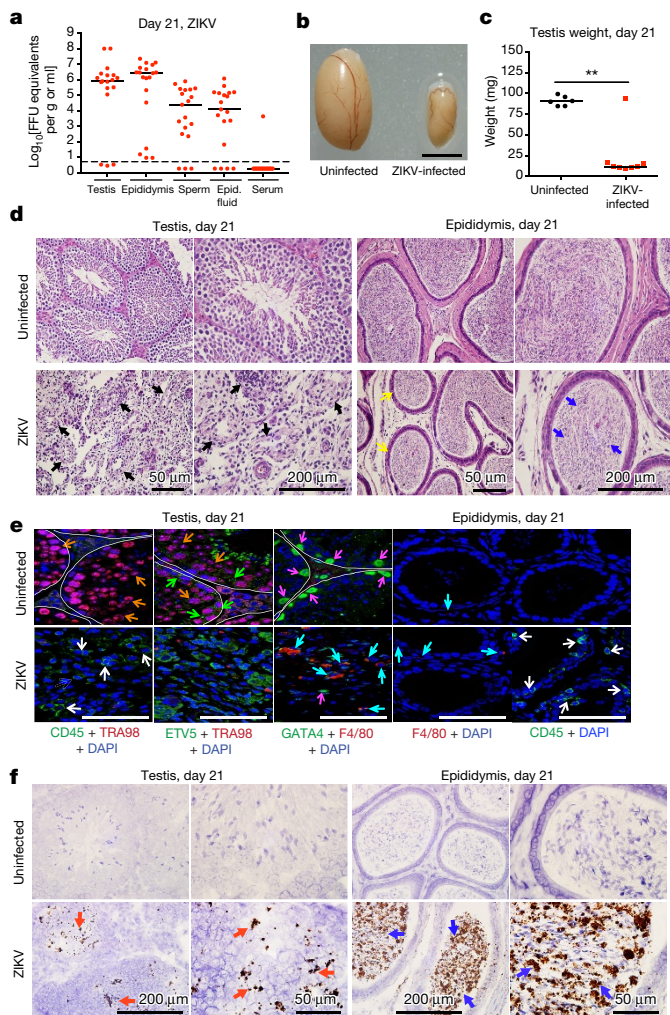 a
Day 21, ZIKV
Log10[FFU equivalents
per g or ml]
9
8
7
6
5
4
3
2
1
0
Testis
Epididymis
Sperm
Epid.
fluid
Serum
b
Uninfected
ZIKV-infected
c
Testis weight, day 21
Weight (mg)
150
125
100
75
50
25
0
**
Uninfected
ZIKV-
infected
d
Testis, day 21
Epididymis, day 21
Uninfected
ZIKV
50 μm
200 μm
50 μm
200 μm
e
Testis, day 21
Epididymis, day 21
Uninfected
ZIKV
CD45 + TRA98
+ DAPI
ETV5 + TRA98
+ DAPI
GATA4 + F4/80
+ DAPI
F4/80 + DAPI
CD45 + DAPI
f
Testis, day 21
Epididymis, day 21
Uninfected
ZIKV
200 μm
50 μm
200 μm
50 μm